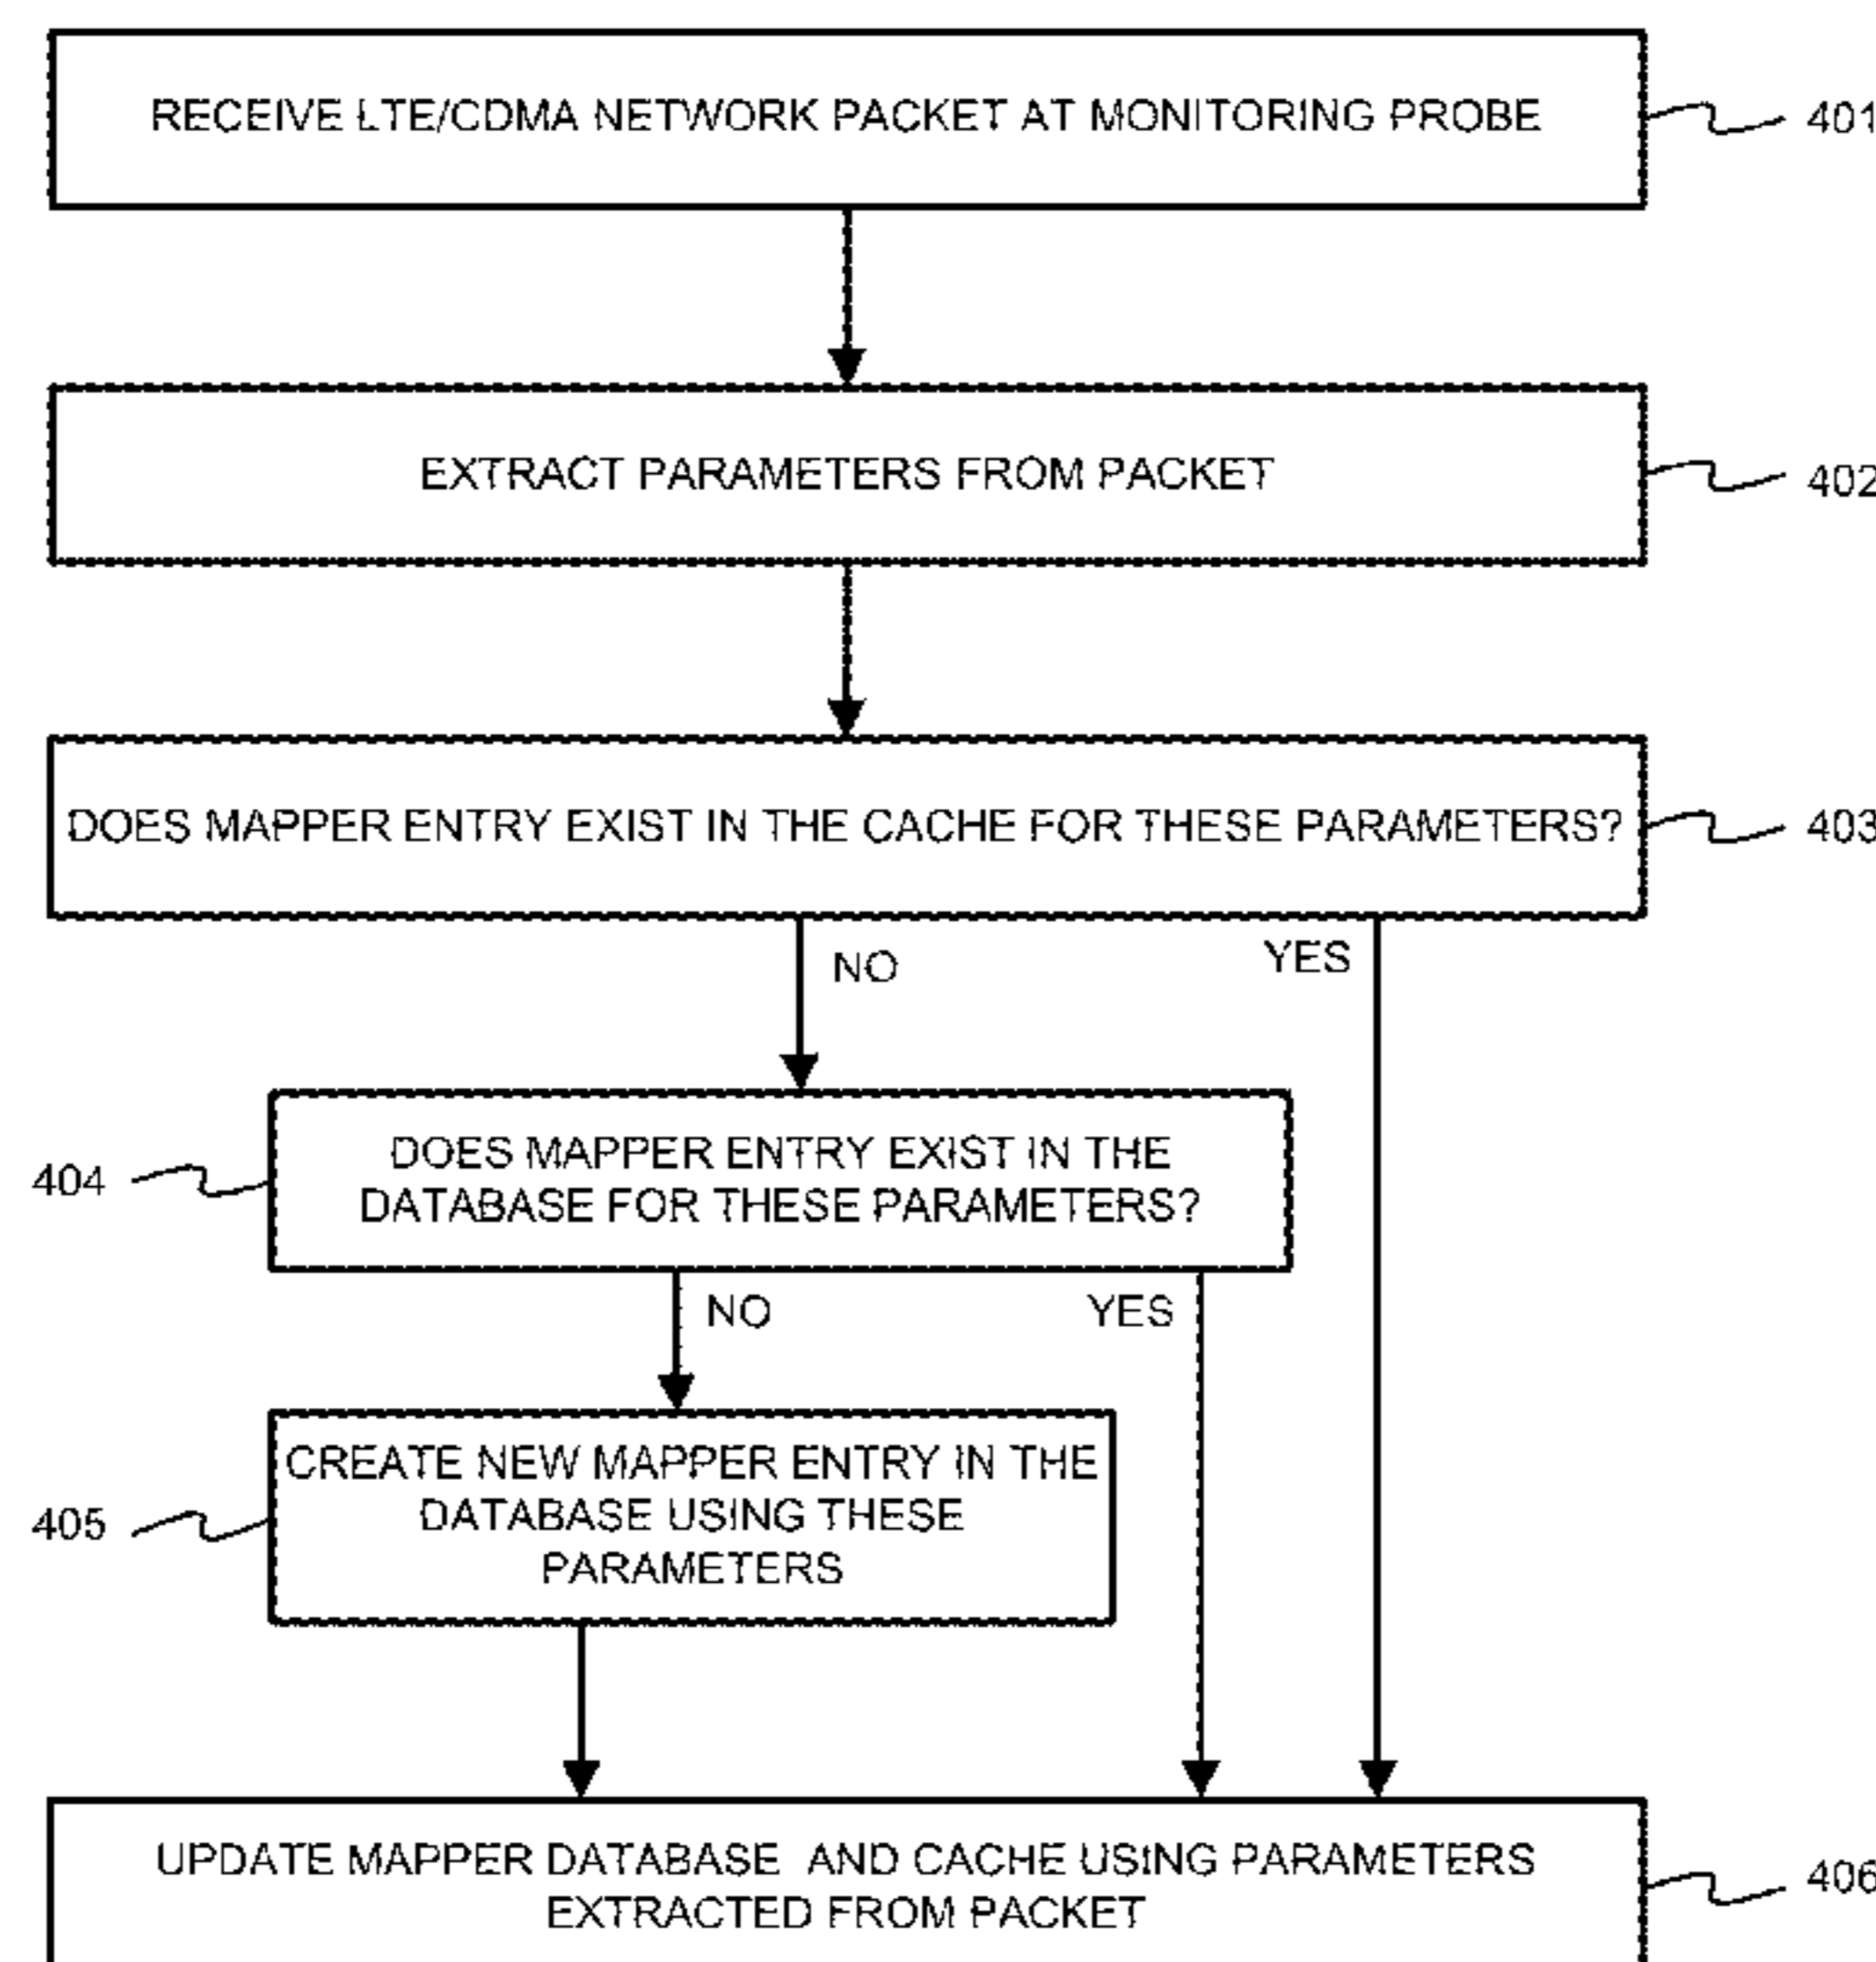 RECEIVE LTE/CDMA NETWORK PACKET AT MONITORING PROBE
401
EXTRACT PARAMETERS FROM PACKET
402
DOES MAPPER ENTRY EXIST IN THE CACHE FOR THESE PARAMETERS?
403
NO
YES
404
DOES MAPPER ENTRY EXIST IN THE
DATABASE FOR THESE PARAMETERS?
NO
YES
405
CREATE NEW MAPPER ENTRY IN THE
DATABASE USING THESE
PARAMETERS
UPDATE MAPPER DATABASE AND CACHE USING PARAMETERS
EXTRACTED FROM PACKET
406